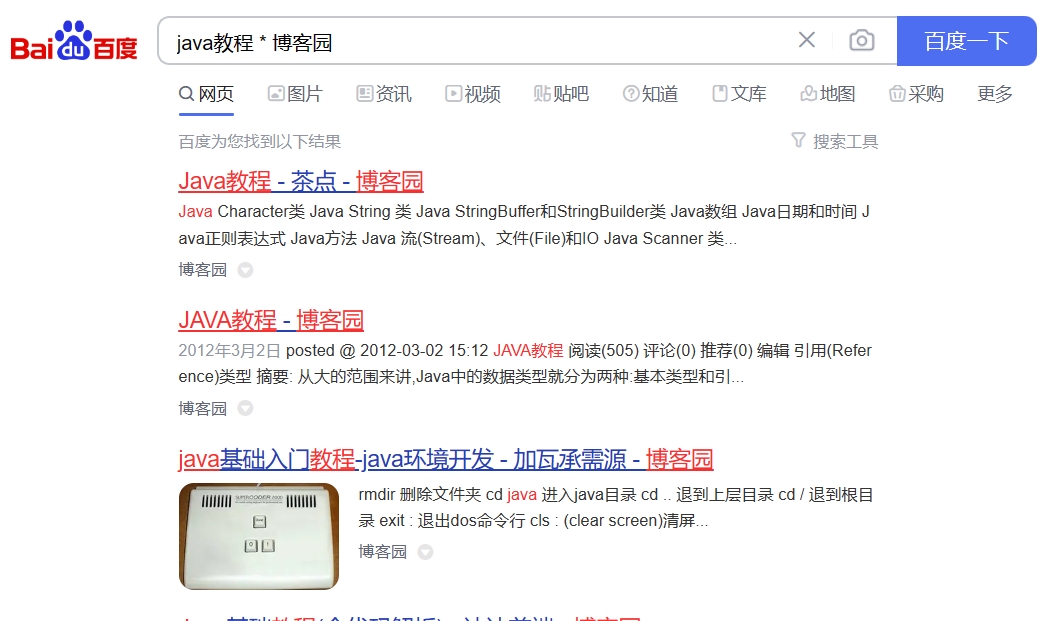 Bai du 百度
java教程 * 博客园
百度一下
网页 图片 资讯 视频 贴吧 知道 文库 地图 采购 更多
百度为您找到以下结果 搜索工具
Java教程 - 茶点 - 博客园
Java Character类 Java String 类 Java StringBuffer和StringBuilder类 Java数组 Java日期和时间 J
ava正则表达式 Java方法 Java 流(Stream)、文件(File)和IO Java Scanner 类...
博客园
JAVA教程 - 博客园
2012年3月2日 posted @ 2012-03-02 15:12 JAVA教程 阅读(505) 评论(0) 推荐(0) 编辑 引用(Refer
ence)类型 摘要: 从大的范围来讲,Java中的数据类型就分为两种:基本类型和引...
博客园
java基础入门教程-java环境开发 - 加瓦承需源 - 博客园
rmdir 删除文件夹 cd java 进入java目录 cd .. 退到上层目录 cd / 退到根目
录 exit : 退出dos命令行 cls : (clear screen)清屏...
博客园